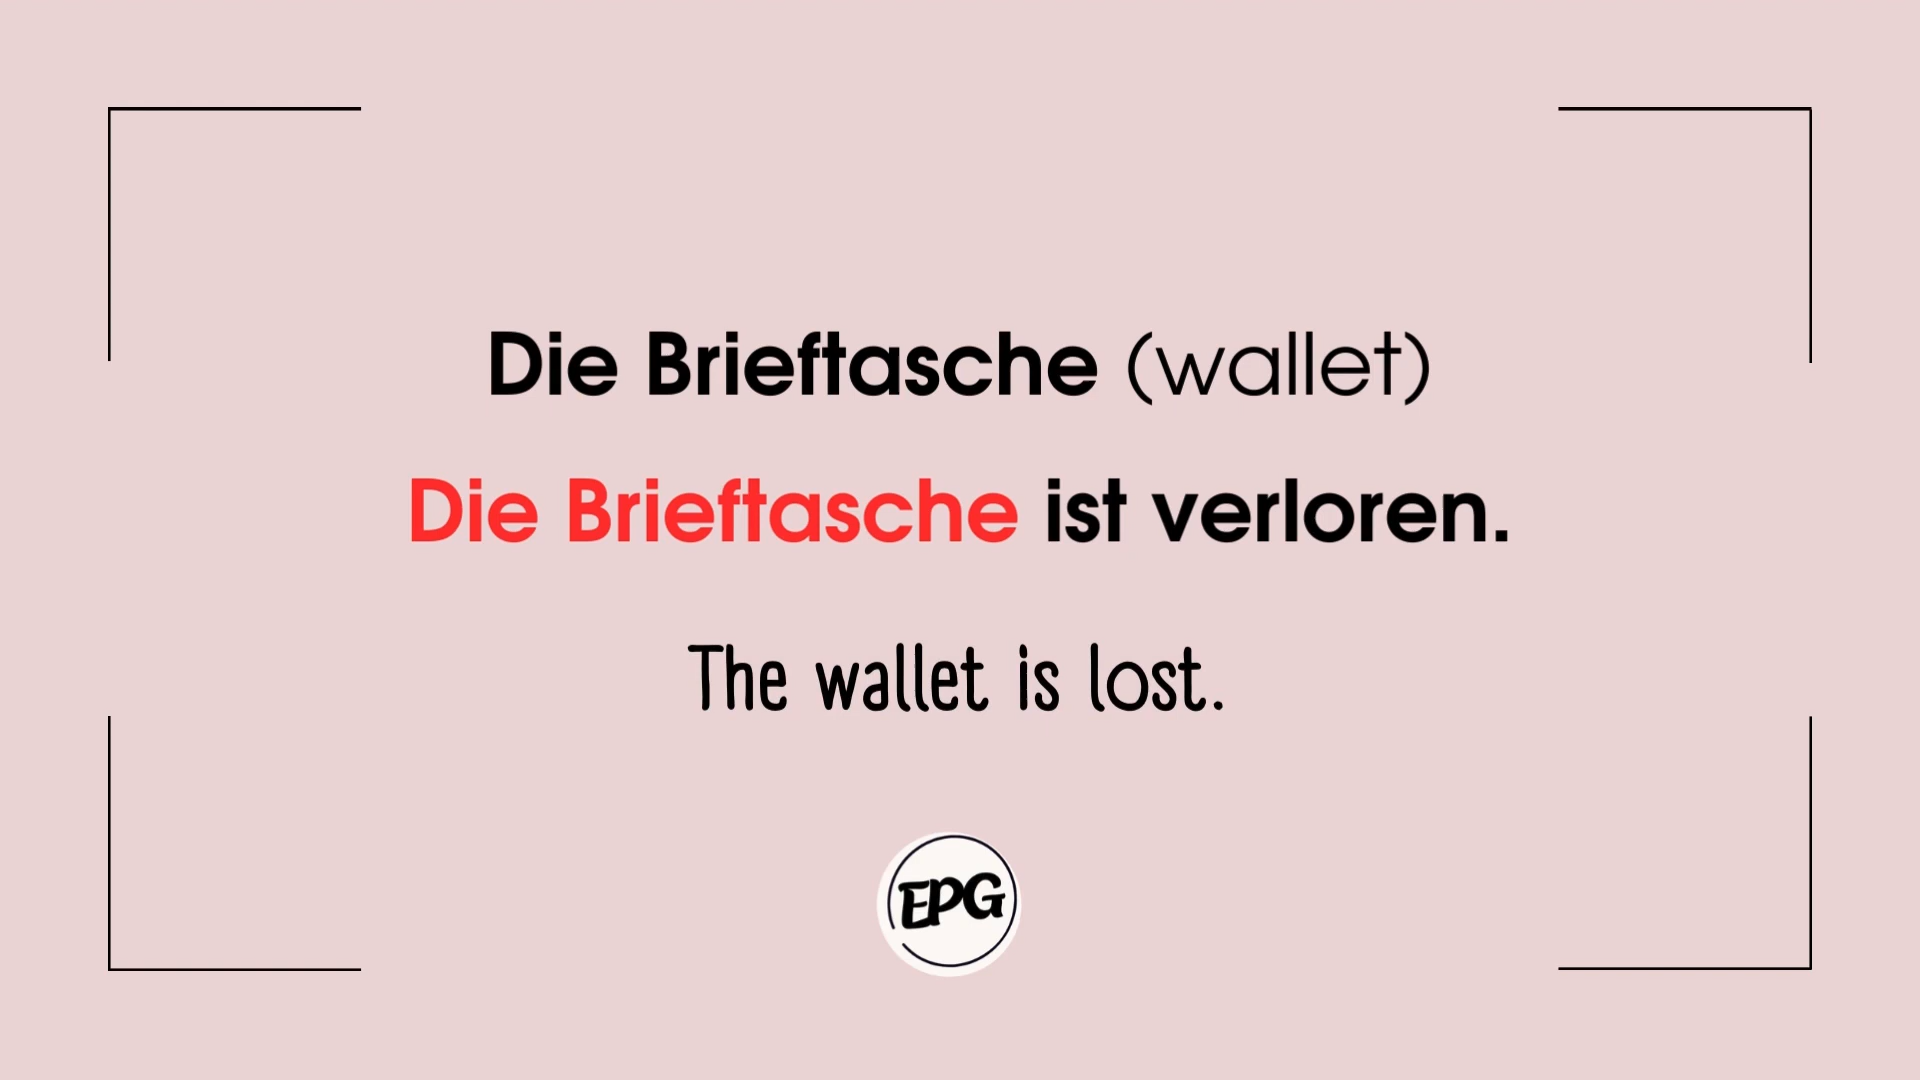 Die Brieftasche (wallet)
Die Brieftasche ist verloren.
The wallet is lost.
EPG